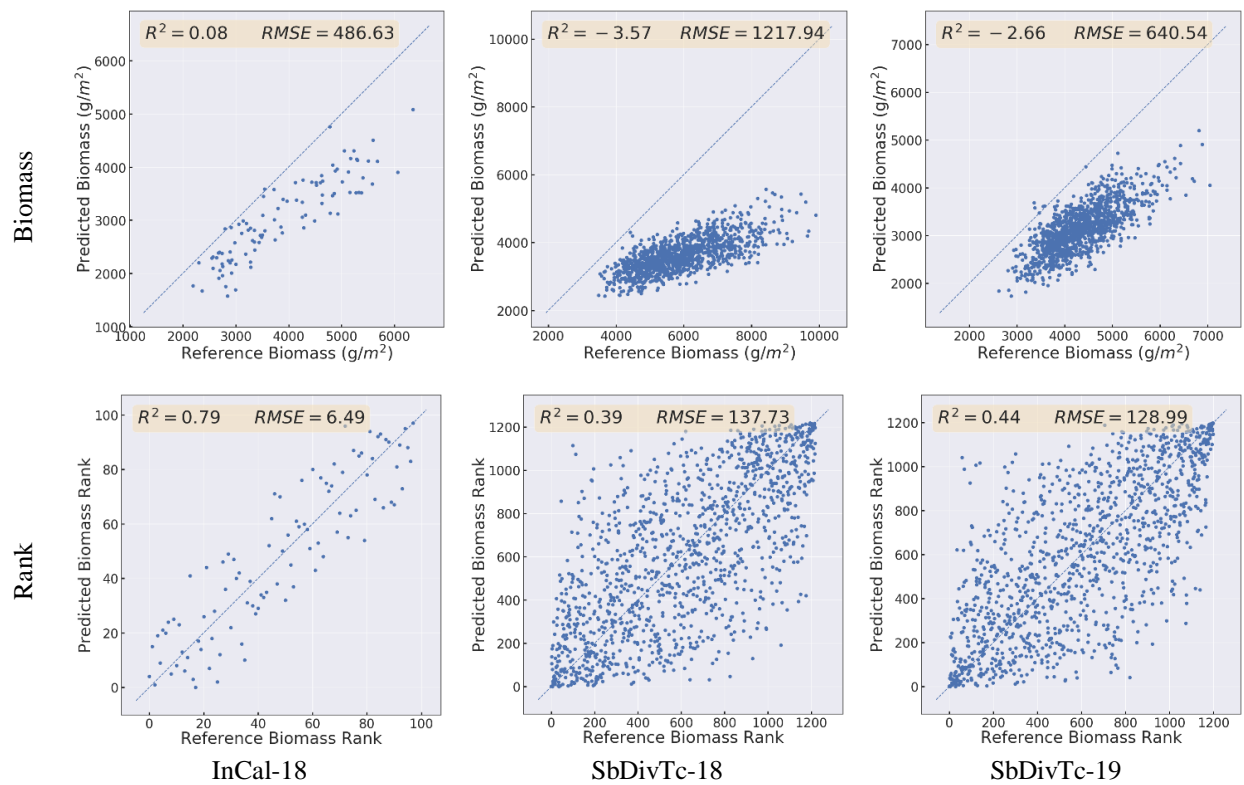 R² = 0.08 RMSE = 486.63
6000
5000
4000
3000
2000
1000
1000 2000 3000 4000 5000 6000
Predicted Biomass (g/m²)
Reference Biomass (g/m²)
R² = −3.57 RMSE = 1217.94
10000
8000
6000
4000
2000
2000 4000 6000 8000 10000
Predicted Biomass (g/m²)
Reference Biomass (g/m²)
R² = −2.66 RMSE = 640.54
7000
6000
5000
4000
3000
2000
2000 3000 4000 5000 6000 7000
Predicted Biomass (g/m²)
Reference Biomass (g/m²)
Biomass
R² = 0.79 RMSE = 6.49
100
80
60
40
20
0
0 20 40 60 80 100
Predicted Biomass Rank
Reference Biomass Rank
R² = 0.39 RMSE = 137.73
1200
1000
800
600
400
200
0
0 200 400 600 800 1000 1200
Predicted Biomass Rank
Reference Biomass Rank
R² = 0.44 RMSE = 128.99
1200
1000
800
600
400
200
0
0 200 400 600 800 1000 1200
Predicted Biomass Rank
Reference Biomass Rank
Rank
InCal-18
SbDivTc-18
SbDivTc-19